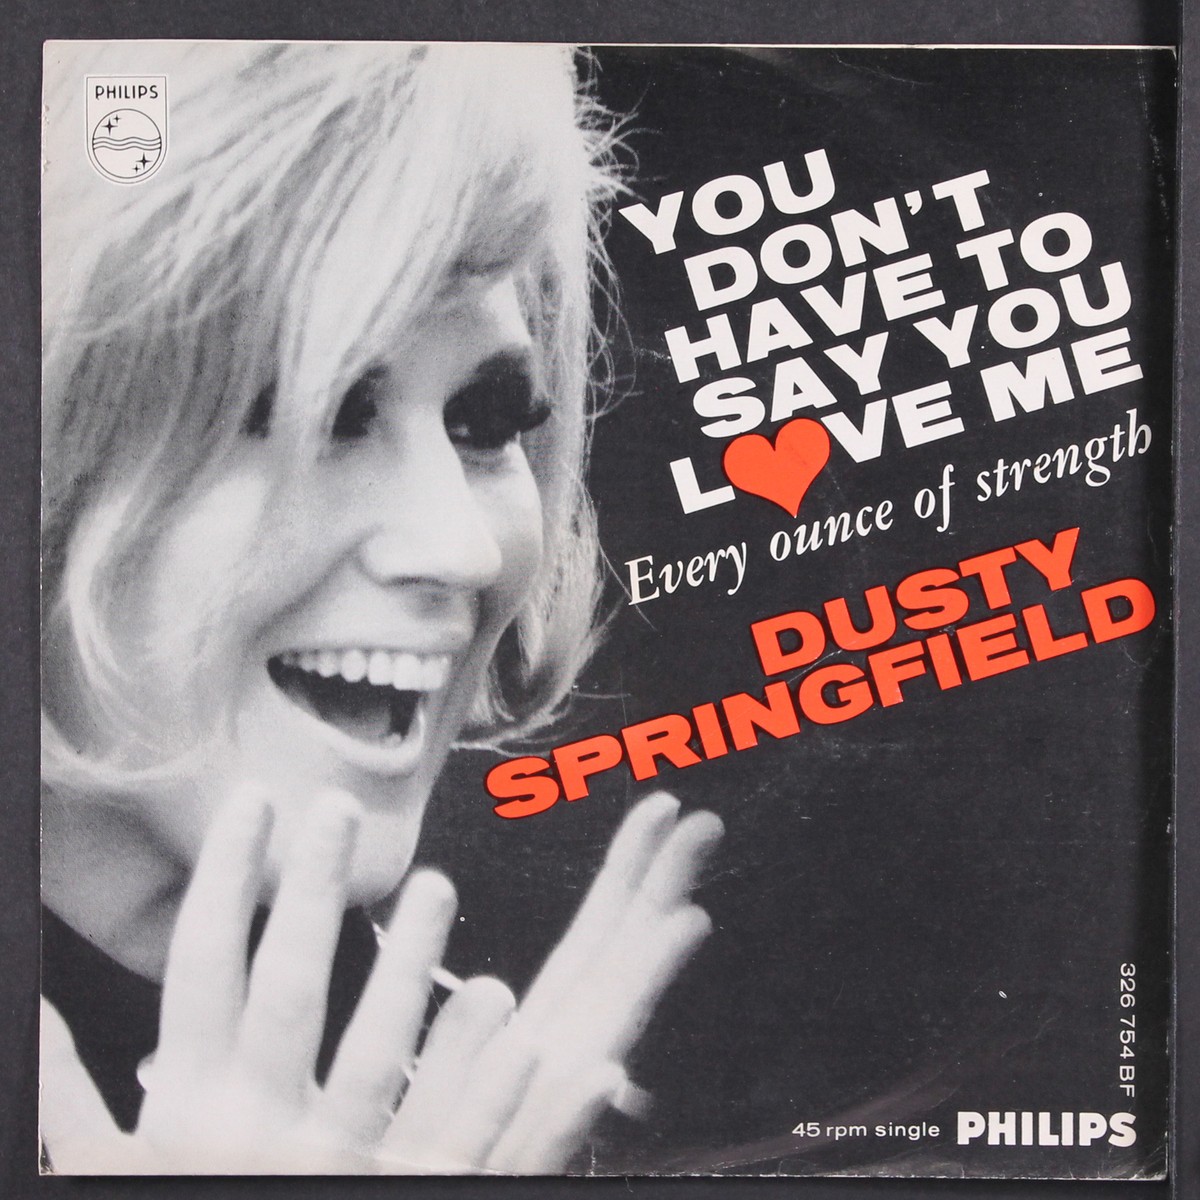 PHILIPS
YOU
DON'T
HAVE TO
SAY YOU
L♥VE ME
Every ounce of strength
DUSTY
SPRINGFIELD
326 754 BF
45 rpm single PHILIPS